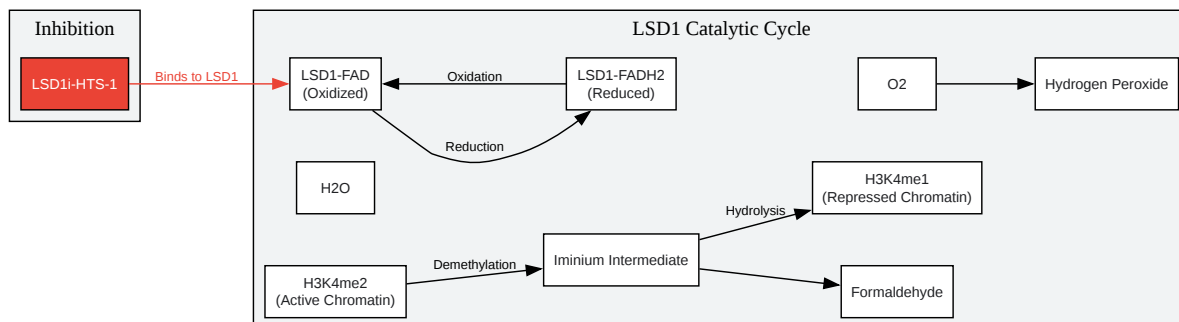 Inhibition
LSD1 Catalytic Cycle
LSD1i-HTS-1
Binds to LSD1
LSD1-FAD
(Oxidized)
Oxidation
LSD1-FADH2
(Reduced)
O2
Hydrogen Peroxide
Reduction
H2O
H3K4me1
(Repressed Chromatin)
Hydrolysis
H3K4me2
(Active Chromatin)
Demethylation
Iminium Intermediate
Formaldehyde